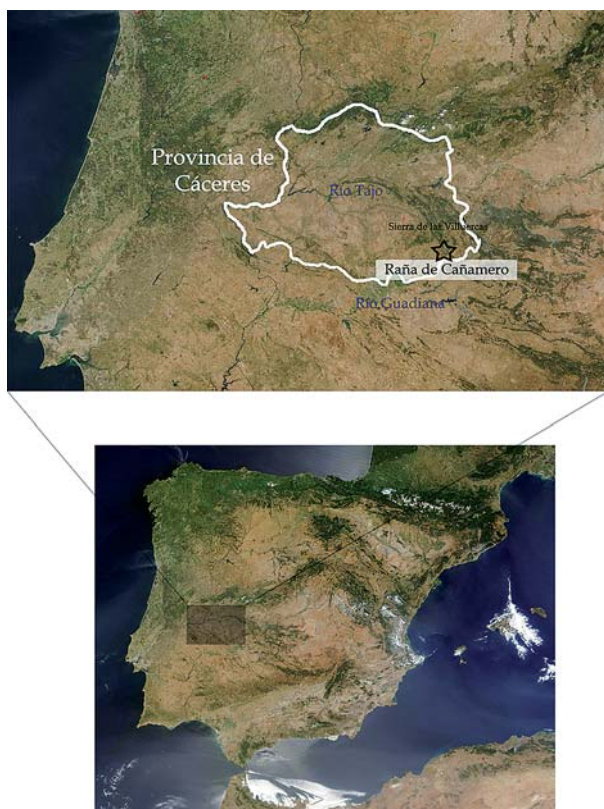 Provincia de
Cáceres
Río Tajo
Sierra de las Villuercas
Raña de Cañamero
Río Guadiana